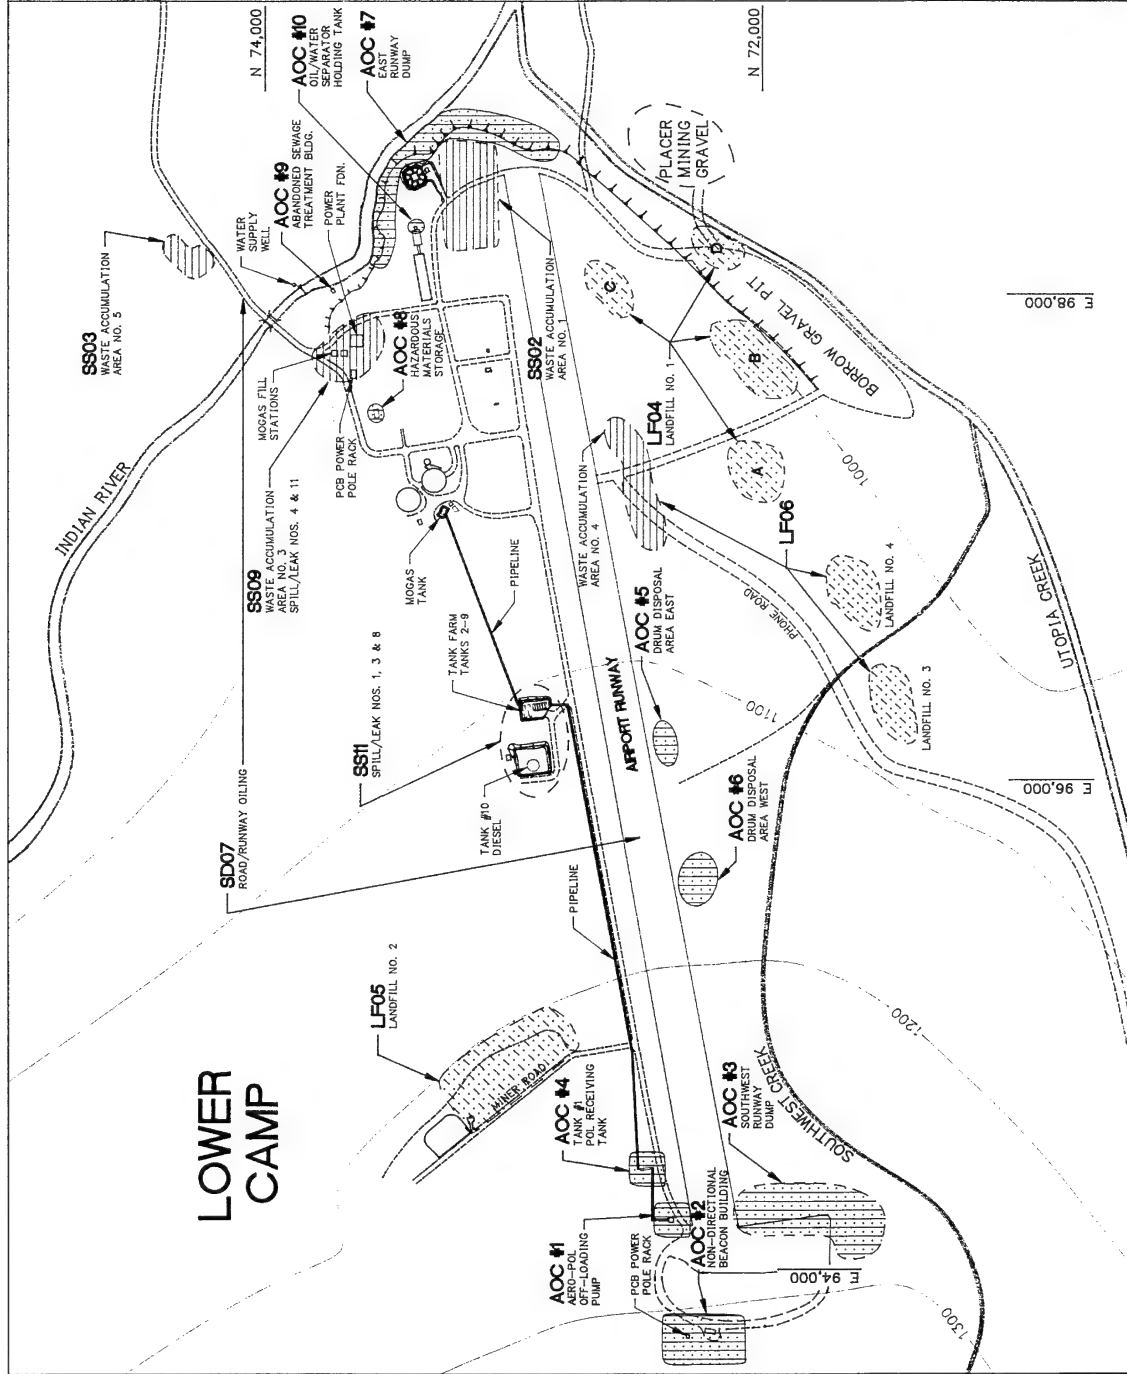 LOWER
CAMP
INDIAN RIVER
SS03
WASTE ACCUMULATION
AREA NO. 5
WATER
SUPPLY
WELL
AOC #9
ABANDONED SEWAGE
TREATMENT BLDG.
POWER
PLANT FDN.
AOC #10
OIL/WATER
SEPARATOR
HOLDING TANK
AOC #7
EAST
RUNWAY
DUMP
N 74,000
N 72,000
SD07
ROAD/RUNWAY OILING
SS09
WASTE ACCUMULATION
AREA NO. 3
SPILL/LEAK NOS. 4 & 11
MOGAS FILL
STATIONS
PCB POWER
POLE RACK
AOC #8
HAZARDOUS
MATERIALS
STORAGE
SS02
WASTE ACCUMULATION
AREA NO. 1
PLACER
MINING
GRAVEL
SS11
SPILL/LEAK NOS. 1, 3 & 8
MOGAS
TANK
PIPELINE
TANK FARM
TANKS 2-9
TANK #10
DIESEL
WASTE ACCUMULATION
AREA NO. 4
LF04
LANDFILL NO. 1
A
B
C
D
BORROW GRAVEL PIT
E 98,000
LF06
LANDFILL NO. 4
LANDFILL NO. 3
PHONE ROAD
1000
UTOPIA CREEK
AIRPORT RUNWAY
AOC #5
DRUM DISPOSAL
AREA EAST
1100
E 96,000
AOC #6
DRUM DISPOSAL
AREA WEST
PIPELINE
LF05
LANDFILL NO. 2
MINER ROAD
1200
AOC #4
TANK #1
POL RECEIVING
TANK
AOC #3
SOUTHWEST
RUNWAY
DUMP
SOUTHWEST CREEK
AOC #1
AERO-POL
OFF-LOADING
PUMP
PCB POWER
POLE RACK
AOC #2
NON-DIRECTIONAL
BEACON BUILDING
E 94,000
1300